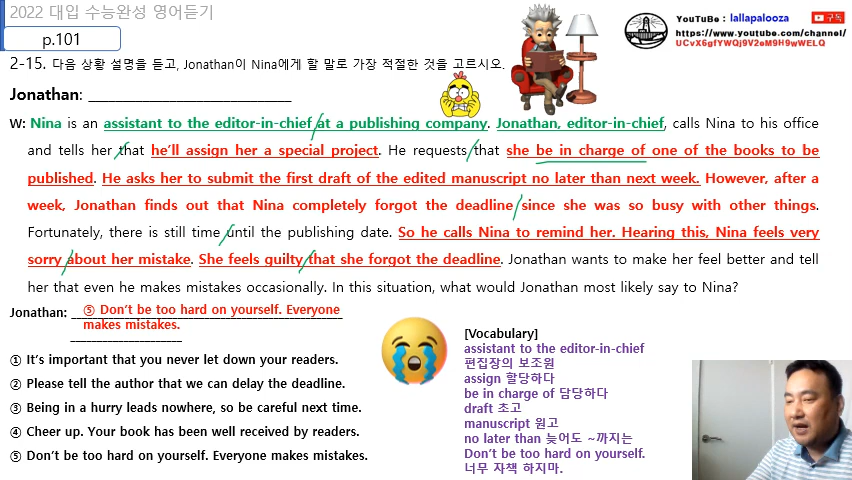 2022 대입 수능완성 영어듣기
p.101
YouTuBe : lallapalooza
구독
https://www.youtube.com/channel/
UCvX6gfYWQj9V2eM9H9wWELQ
2-15. 다음 상황 설명을 듣고, Jonathan이 Nina에게 할 말로 가장 적절한 것을 고르시오.
Jonathan: ____________________
W: Nina is an assistant to the editor-in-chief at a publishing company. Jonathan, editor-in-chief, calls Nina to his office
and tells her that he'll assign her a special project. He requests that she be in charge of one of the books to be
published. He asks her to submit the first draft of the edited manuscript no later than next week. However, after a
week, Jonathan finds out that Nina completely forgot the deadline since she was so busy with other things.
Fortunately, there is still time until the publishing date. So he calls Nina to remind her. Hearing this, Nina feels very
sorry about her mistake. She feels guilty that she forgot the deadline. Jonathan wants to make her feel better and tell
her that even he makes mistakes occasionally. In this situation, what would Jonathan most likely say to Nina?
Jonathan: ⑤ Don't be too hard on yourself. Everyone
makes mistakes.
① It's important that you never let down your readers.
② Please tell the author that we can delay the deadline.
③ Being in a hurry leads nowhere, so be careful next time.
④ Cheer up. Your book has been well received by readers.
⑤ Don't be too hard on yourself. Everyone makes mistakes.
[Vocabulary]
assistant to the editor-in-chief
편집장의 보조원
assign 할당하다
be in charge of 담당하다
draft 초고
manuscript 원고
no later than 늦어도 ~까지는
Don't be too hard on yourself.
너무 자책 하지마.